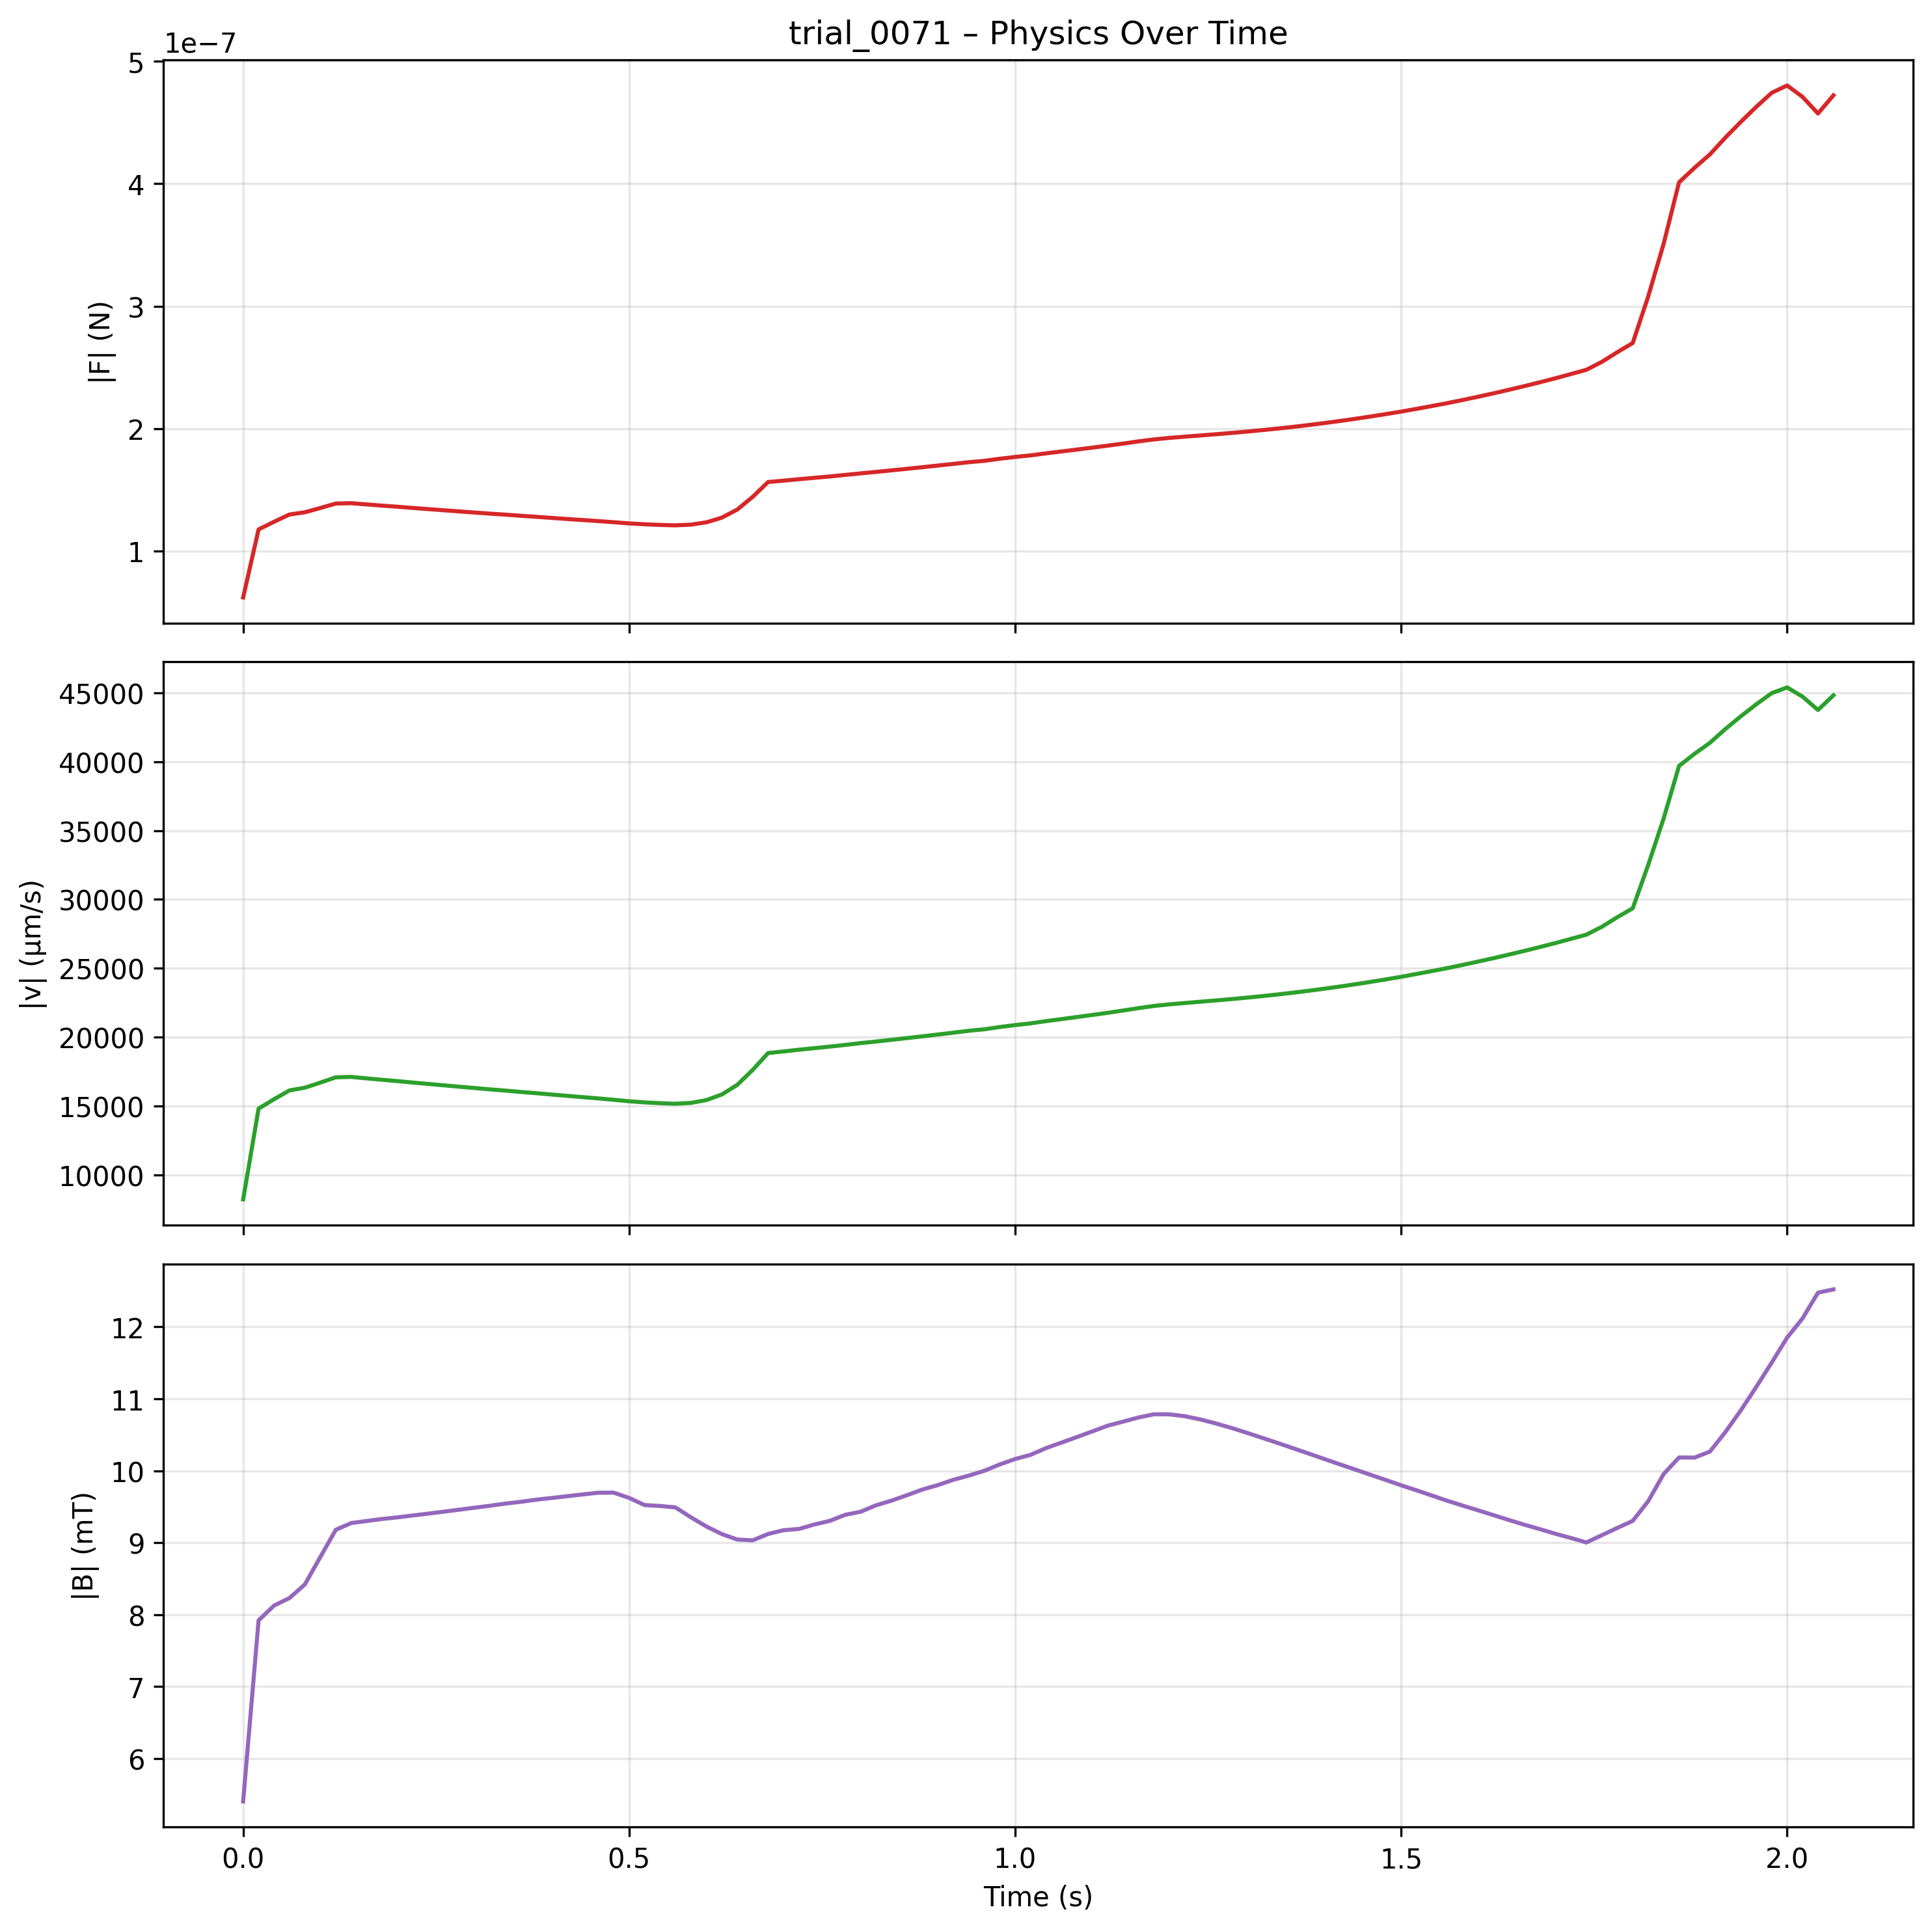 trial_0071 – Physics Over Time
1e−7
5
4
3
2
1
|F| (N)
45000
40000
35000
30000
25000
20000
15000
10000
|v| (µm/s)
12
11
10
9
8
7
6
|B| (mT)
0.0 0.5 1.0 1.5 2.0
Time (s)